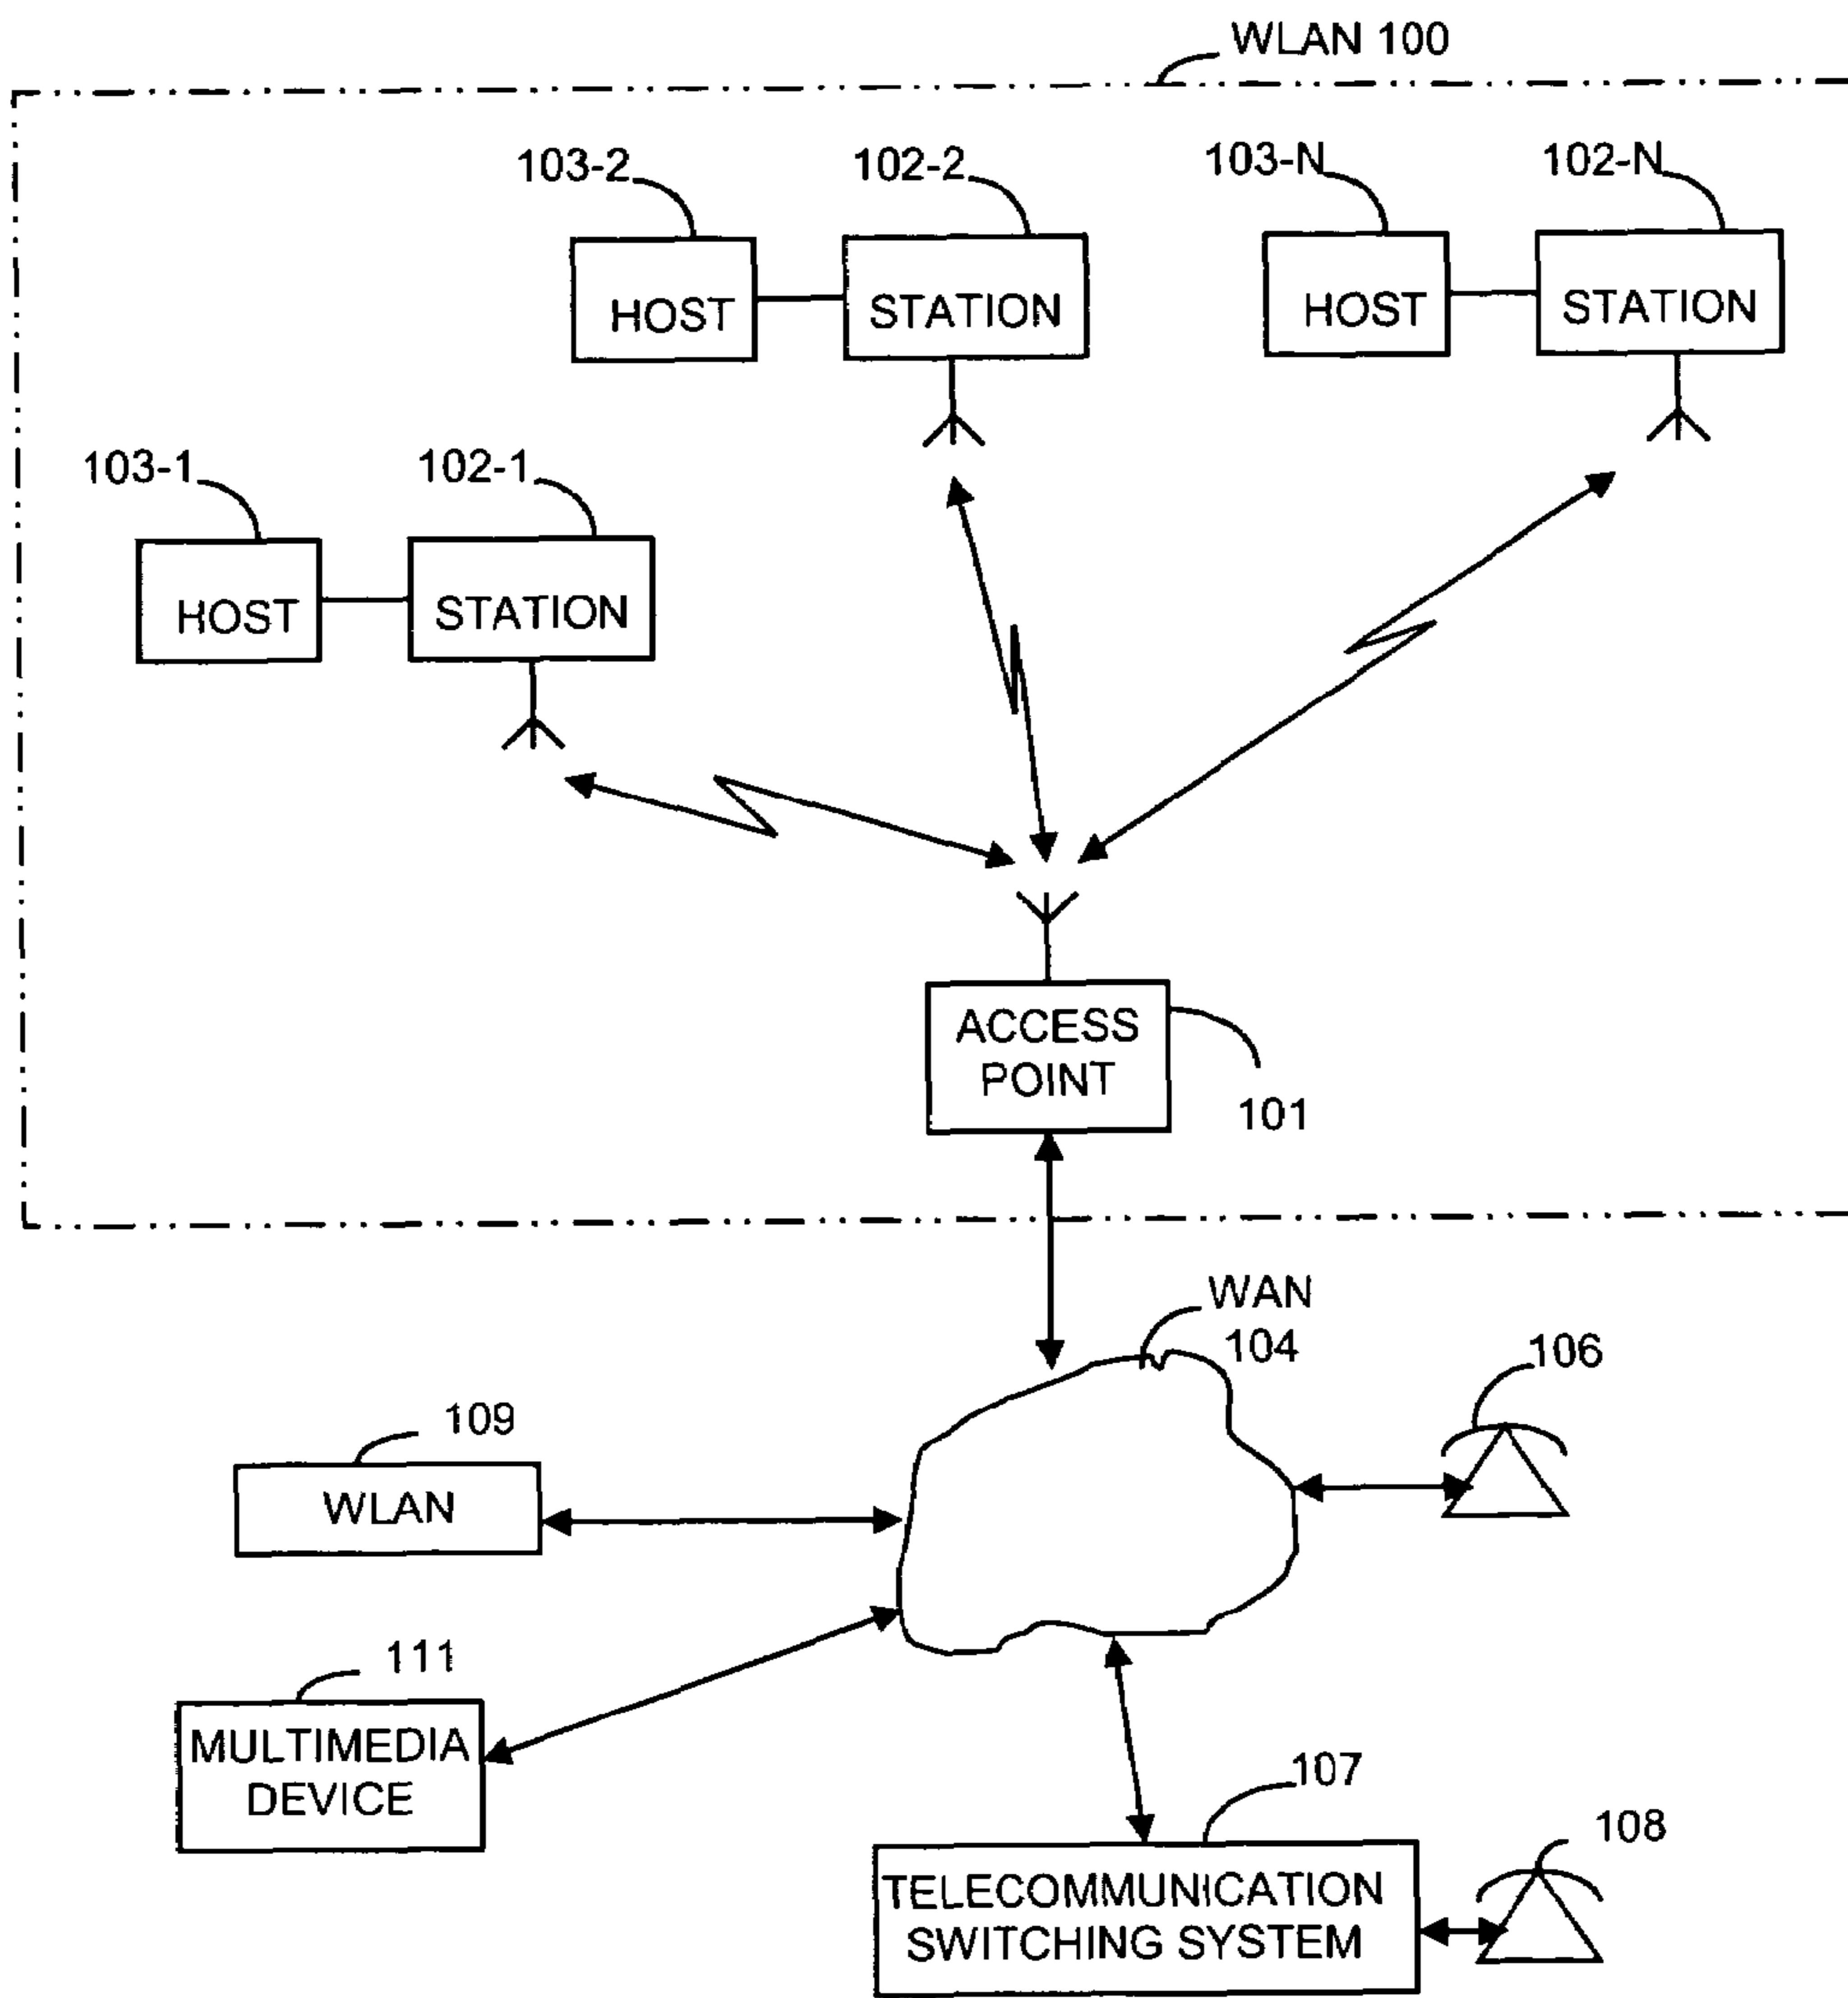 WLAN 100
103-2
102-2
103-N
102-N
HOST
STATION
HOST
STATION
103-1
102-1
HOST
STATION
ACCESS
POINT
101
WAN
104
106
109
WLAN
111
MULTIMEDIA
DEVICE
107
108
TELECOMMUNICATION
SWITCHING SYSTEM